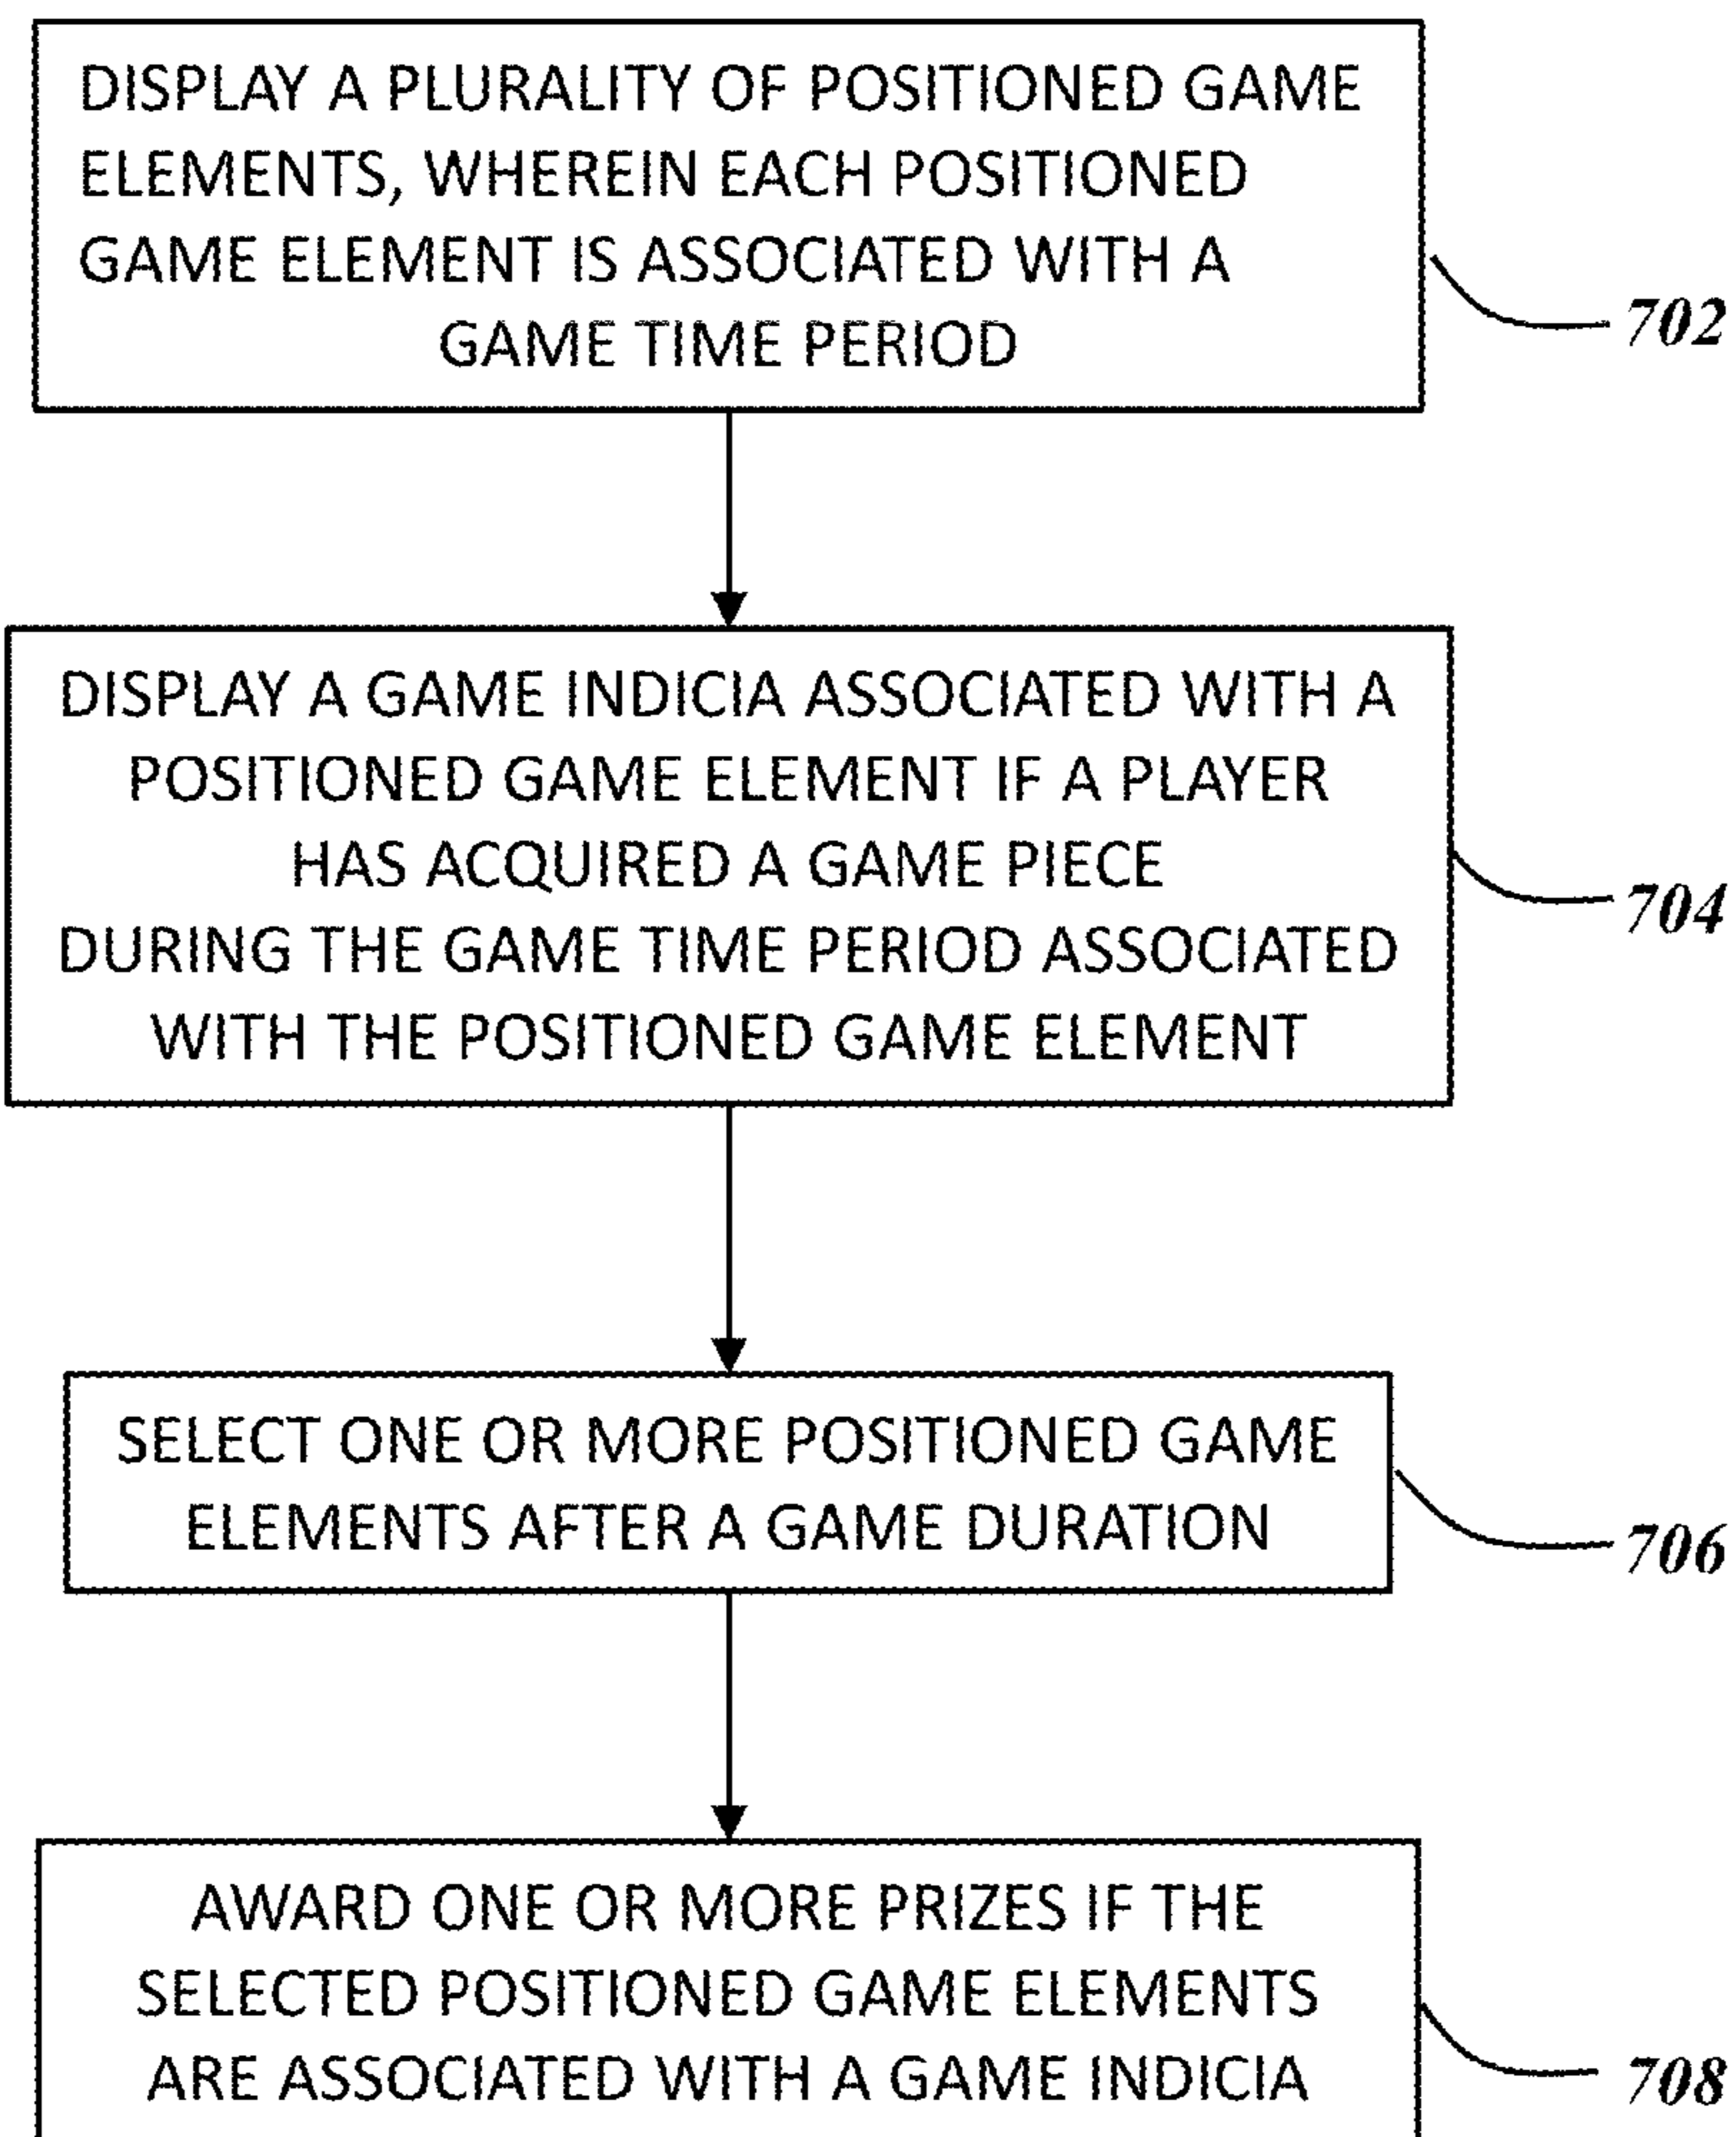 DISPLAY A PLURALITY OF POSITIONED GAME
ELEMENTS, WHEREIN EACH POSITIONED
GAME ELEMENT IS ASSOCIATED WITH A
GAME TIME PERIOD
702
DISPLAY A GAME INDICIA ASSOCIATED WITH A
POSITIONED GAME ELEMENT IF A PLAYER
HAS ACQUIRED A GAME PIECE
DURING THE GAME TIME PERIOD ASSOCIATED
WITH THE POSITIONED GAME ELEMENT
704
SELECT ONE OR MORE POSITIONED GAME
ELEMENTS AFTER A GAME DURATION
706
AWARD ONE OR MORE PRIZES IF THE
SELECTED POSITIONED GAME ELEMENTS
ARE ASSOCIATED WITH A GAME INDICIA
708